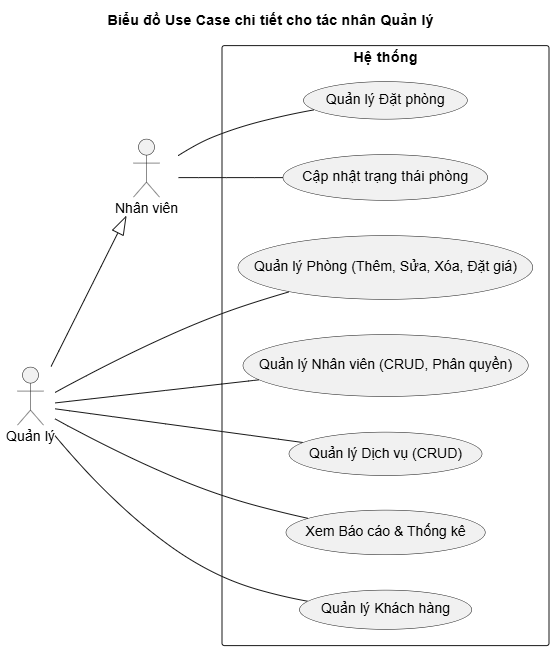 Biểu đồ Use Case chi tiết cho tác nhân Quản lý
Hệ thống
Quản lý Đặt phòng
Cập nhật trạng thái phòng
Nhân viên
Quản lý Phòng (Thêm, Sửa, Xóa, Đặt giá)
Quản lý Nhân viên (CRUD, Phân quyền)
Quản lý
Quản lý Dịch vụ (CRUD)
Xem Báo cáo & Thống kê
Quản lý Khách hàng